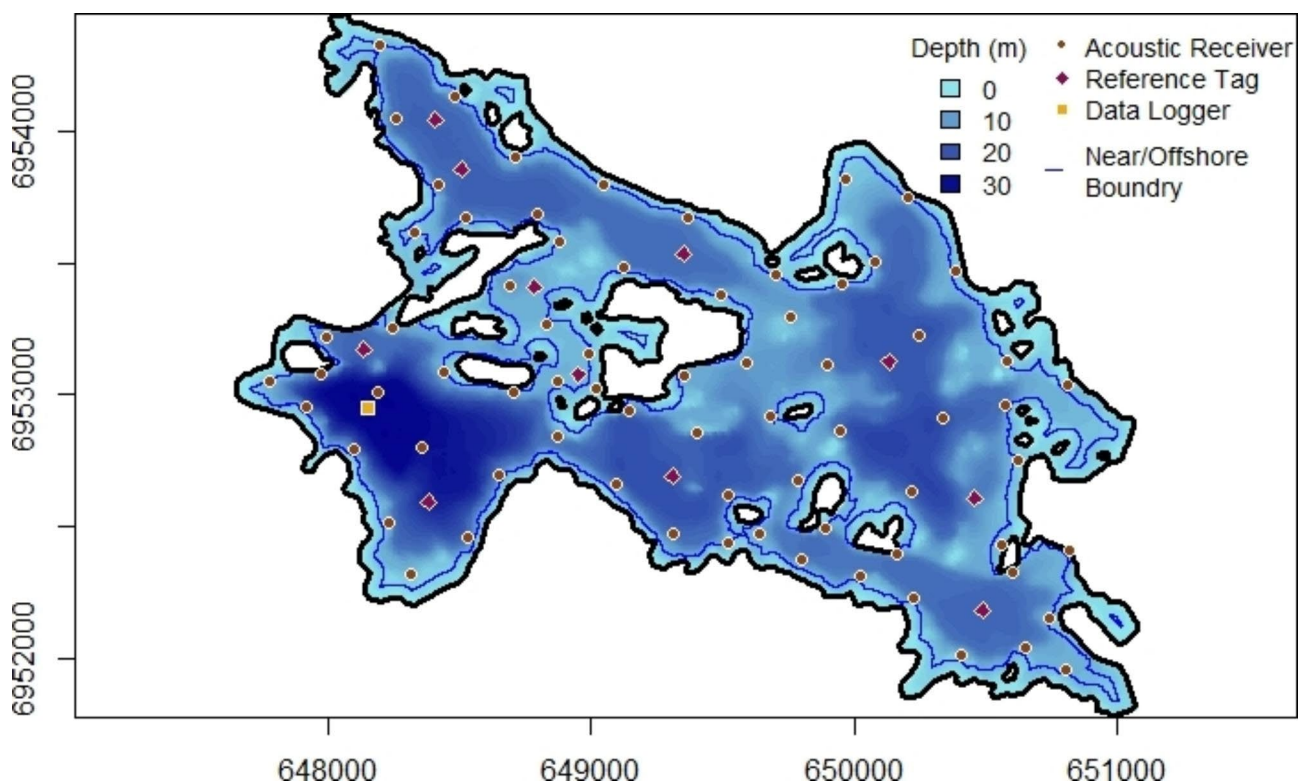 Depth (m)
0
10
20
30
Acoustic Receiver
Reference Tag
Data Logger
Near/Offshore
Boundry
6954000
6953000
6952000
648000
649000
650000
651000